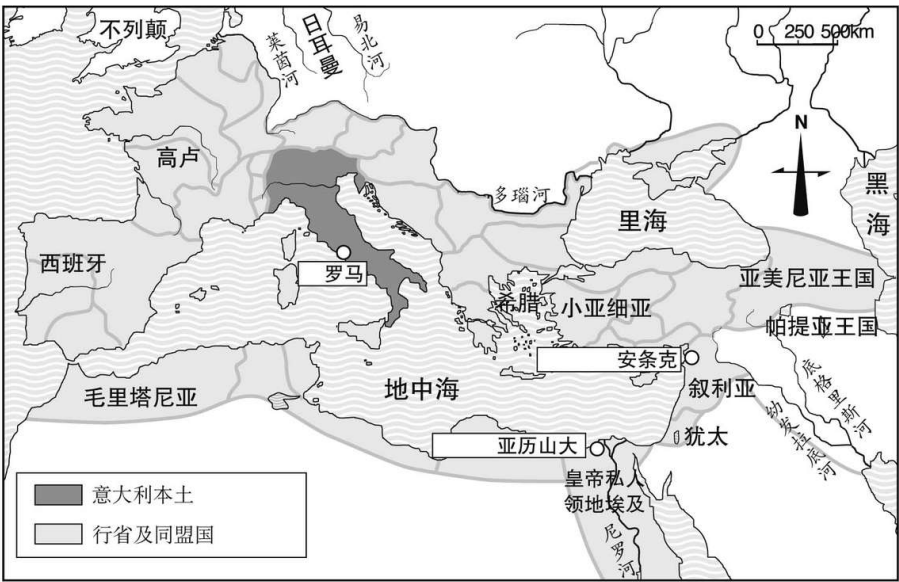 不列颠
莱茵河
日耳曼
易北河
0 250 500km
N
高卢
多瑙河
里海
黑海
西班牙
罗马
希腊
小亚细亚
亚美尼亚王国
帕提亚王国
安条克
毛里塔尼亚
地中海
叙利亚
底格里斯河
幼发拉底河
犹太
亚历山大
皇帝私人
领地埃及
尼罗河
意大利本土
行省及同盟国